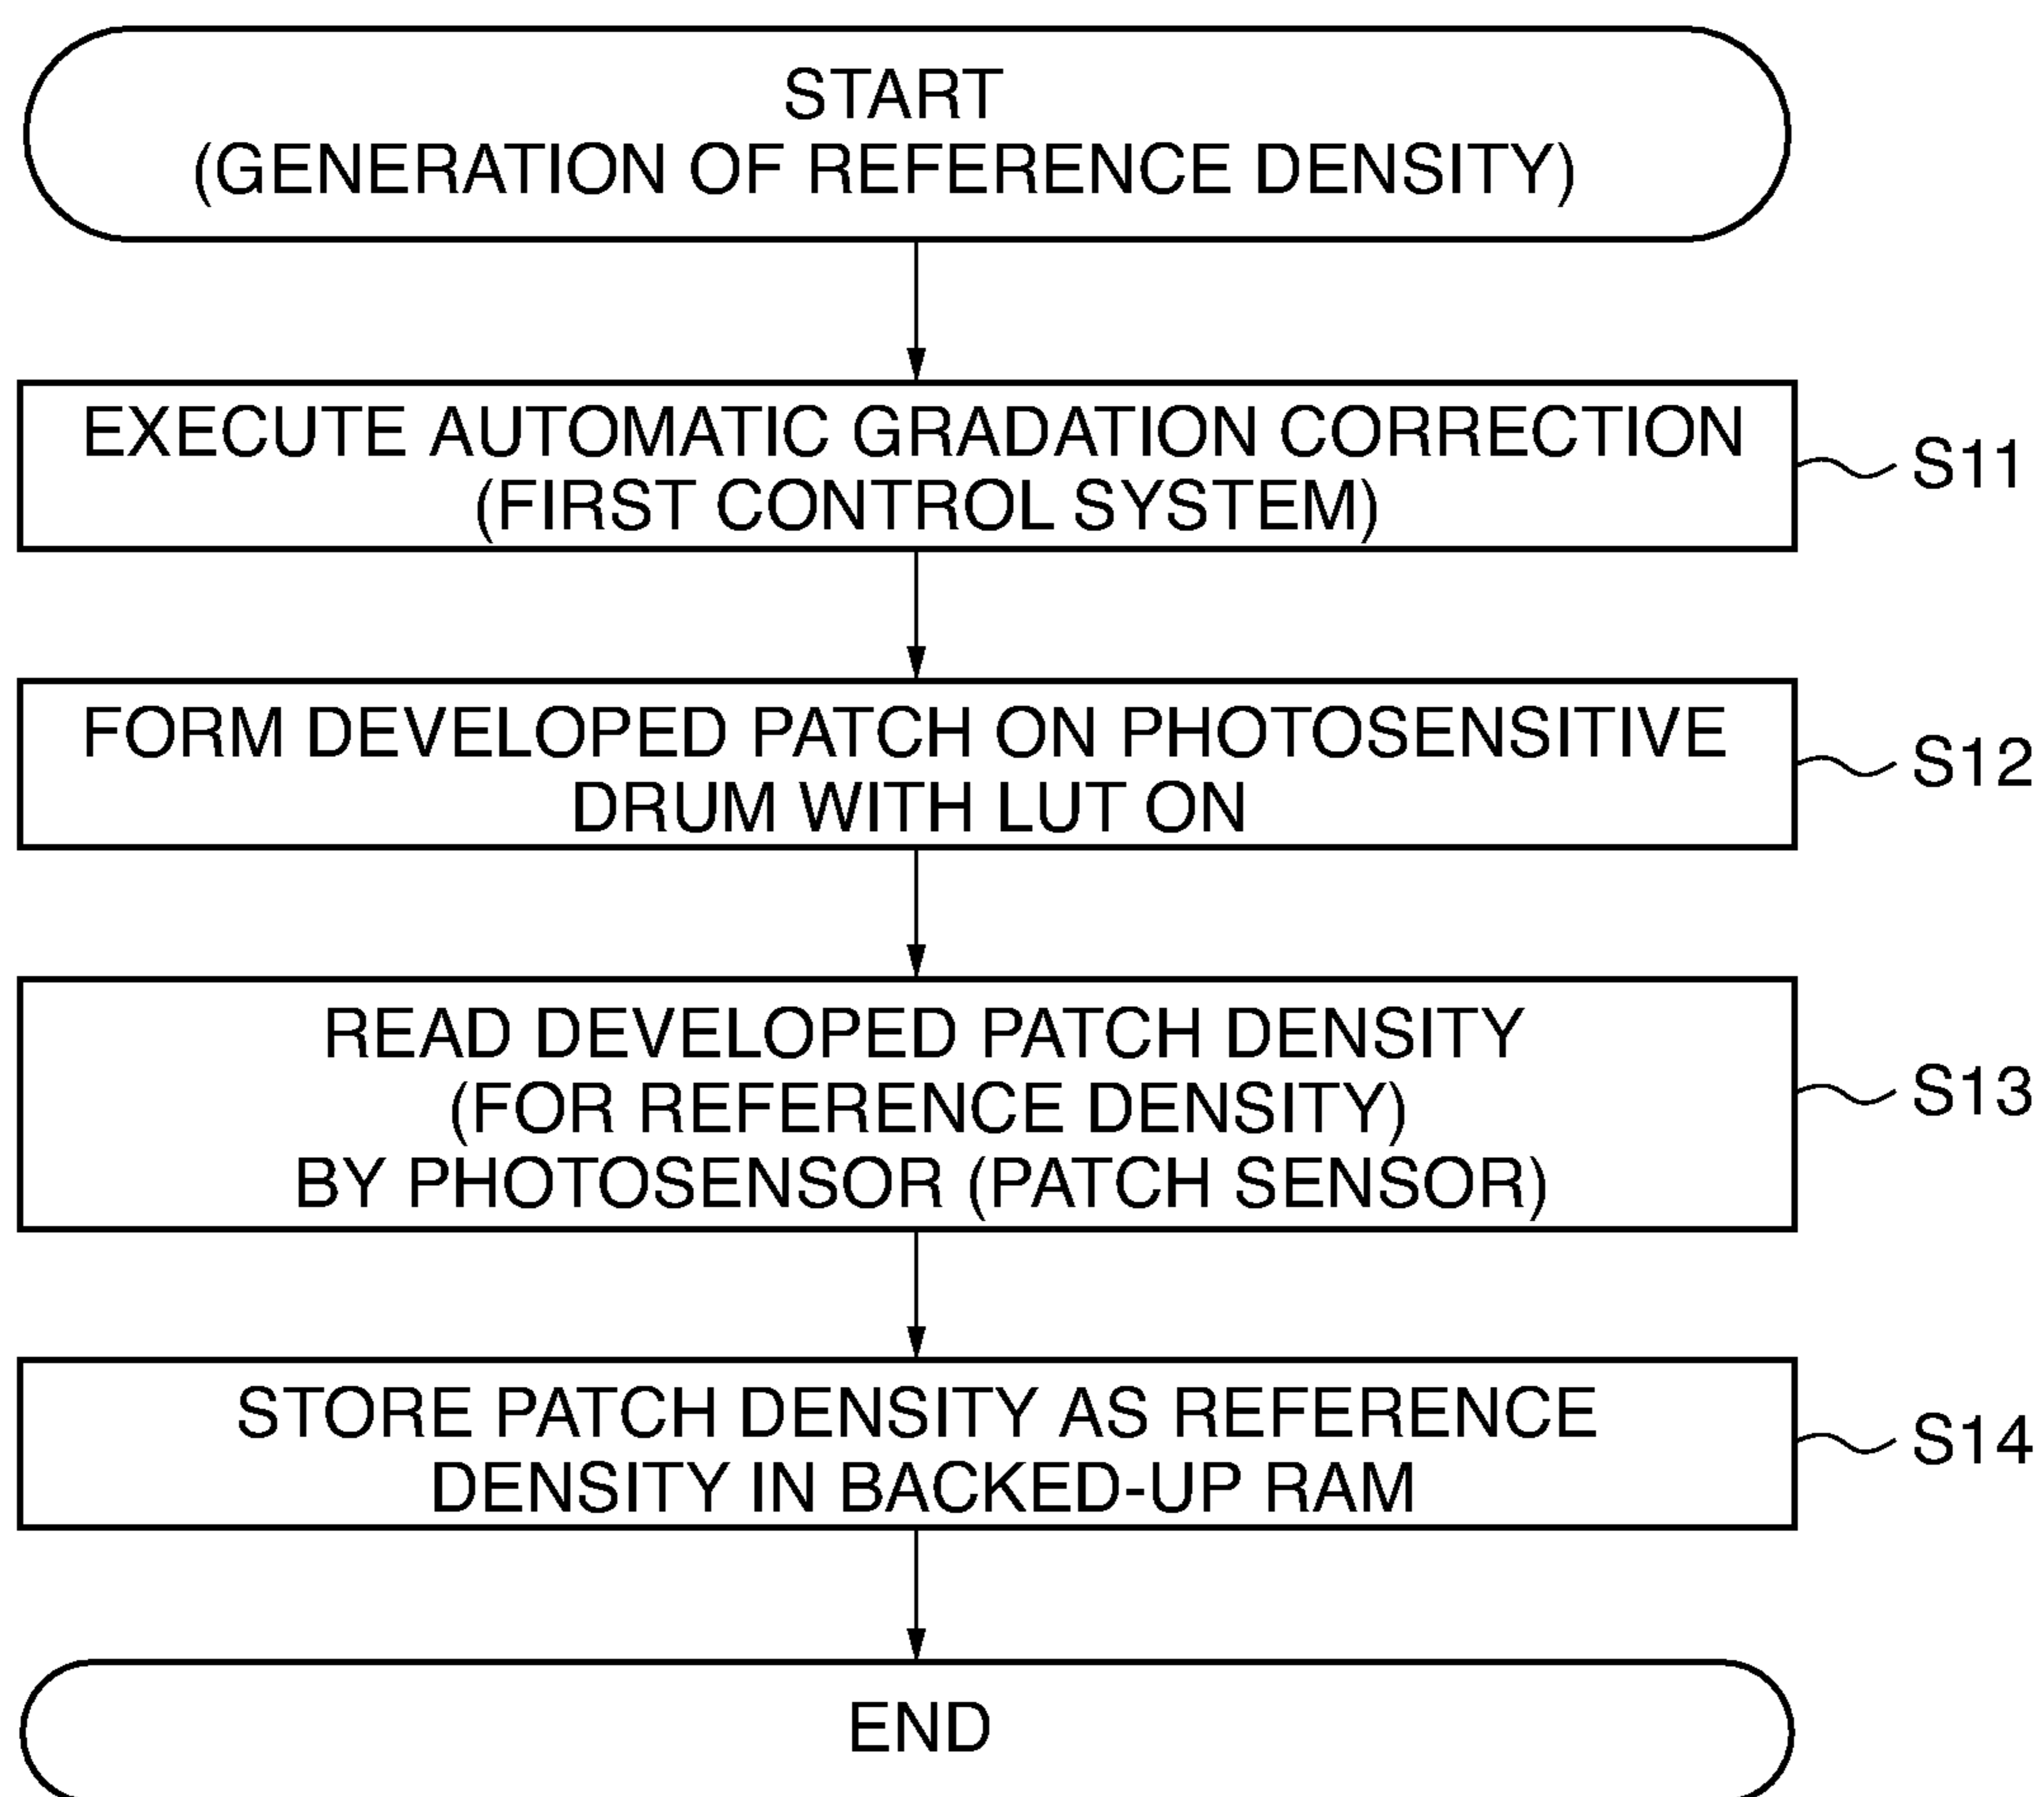 START
(GENERATION OF REFERENCE DENSITY)
EXECUTE AUTOMATIC GRADATION CORRECTION
(FIRST CONTROL SYSTEM)
S11
FORM DEVELOPED PATCH ON PHOTOSENSITIVE
DRUM WITH LUT ON
S12
READ DEVELOPED PATCH DENSITY
(FOR REFERENCE DENSITY)
BY PHOTOSENSOR (PATCH SENSOR)
S13
STORE PATCH DENSITY AS REFERENCE
DENSITY IN BACKED-UP RAM
S14
END